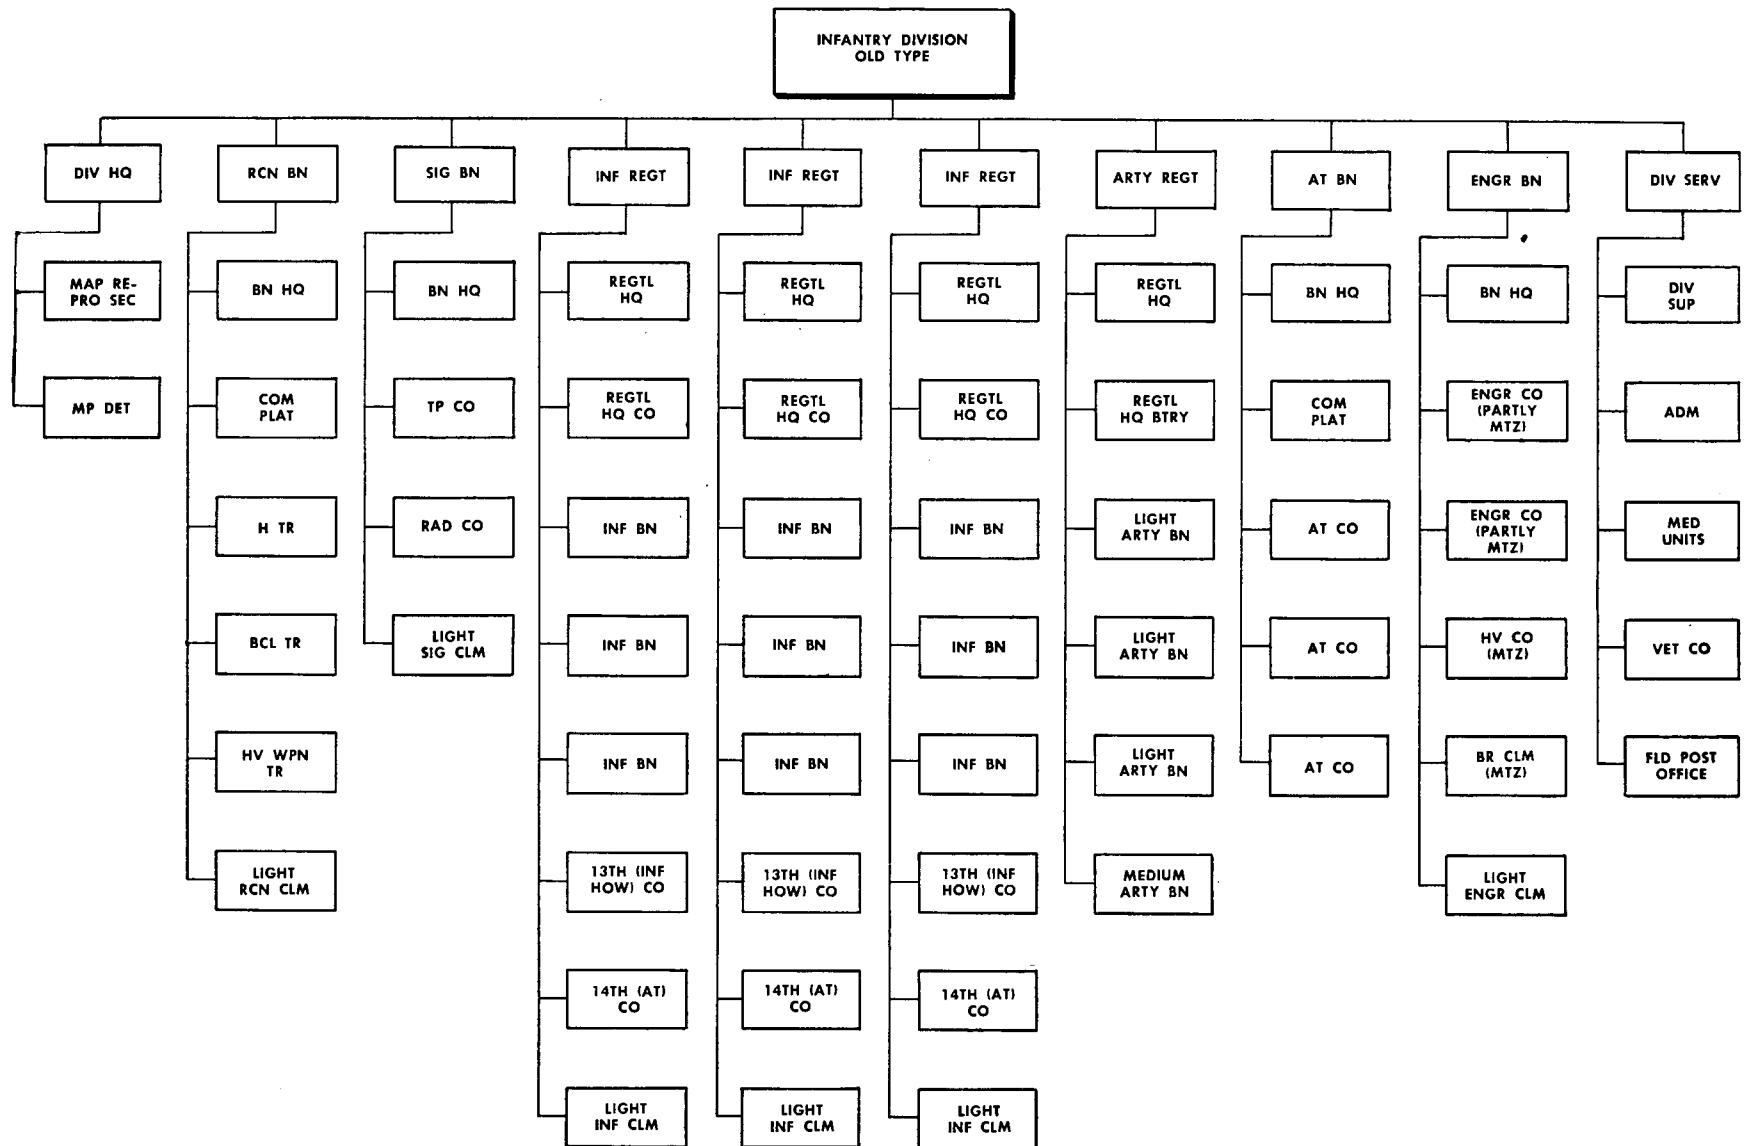 INFANTRY DIVISION
OLD TYPE
DIV HQ
MAP RE-
PRO SEC
MP DET
RCN BN
BN HQ
COM
PLAT
H TR
BCL TR
HV WPN
TR
LIGHT
RCN CLM
SIG BN
BN HQ
TP CO
RAD CO
LIGHT
SIG CLM
INF REGT
REGTL
HQ
REGTL
HQ CO
INF BN
INF BN
INF BN
13TH (INF
HOW) CO
14TH (AT)
CO
LIGHT
INF CLM
INF REGT
REGTL
HQ
REGTL
HQ CO
INF BN
INF BN
INF BN
13TH (INF
HOW) CO
14TH (AT)
CO
LIGHT
INF CLM
INF REGT
REGTL
HQ
REGTL
HQ CO
INF BN
INF BN
INF BN
13TH (INF
HOW) CO
14TH (AT)
CO
LIGHT
INF CLM
ARTY REGT
REGTL
HQ
REGTL
HQ BTRY
LIGHT
ARTY BN
LIGHT
ARTY BN
LIGHT
ARTY BN
MEDIUM
ARTY BN
AT BN
BN HQ
COM
PLAT
AT CO
AT CO
AT CO
ENGR BN
BN HQ
ENGR CO
(PARTLY
MTZ)
ENGR CO
(PARTLY
MTZ)
HV CO
(MTZ)
BR CLM
(MTZ)
LIGHT
ENGR CLM
DIV SERV
DIV
SUP
ADM
MED
UNITS
VET CO
FLD POST
OFFICE